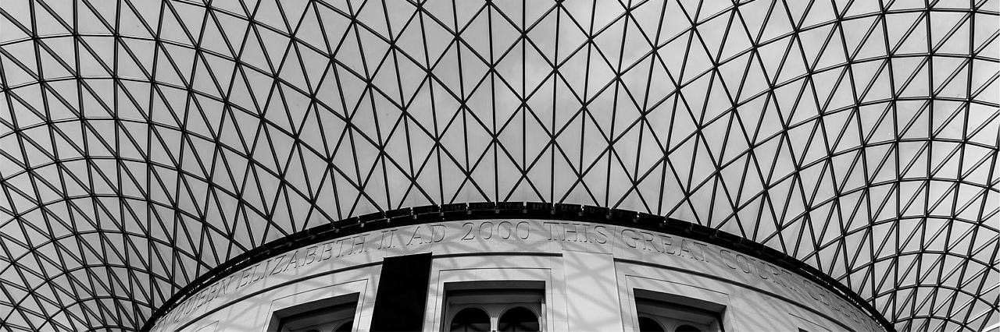 QUEEN ELIZABETH II AD 2000 THIS GREAT COURT